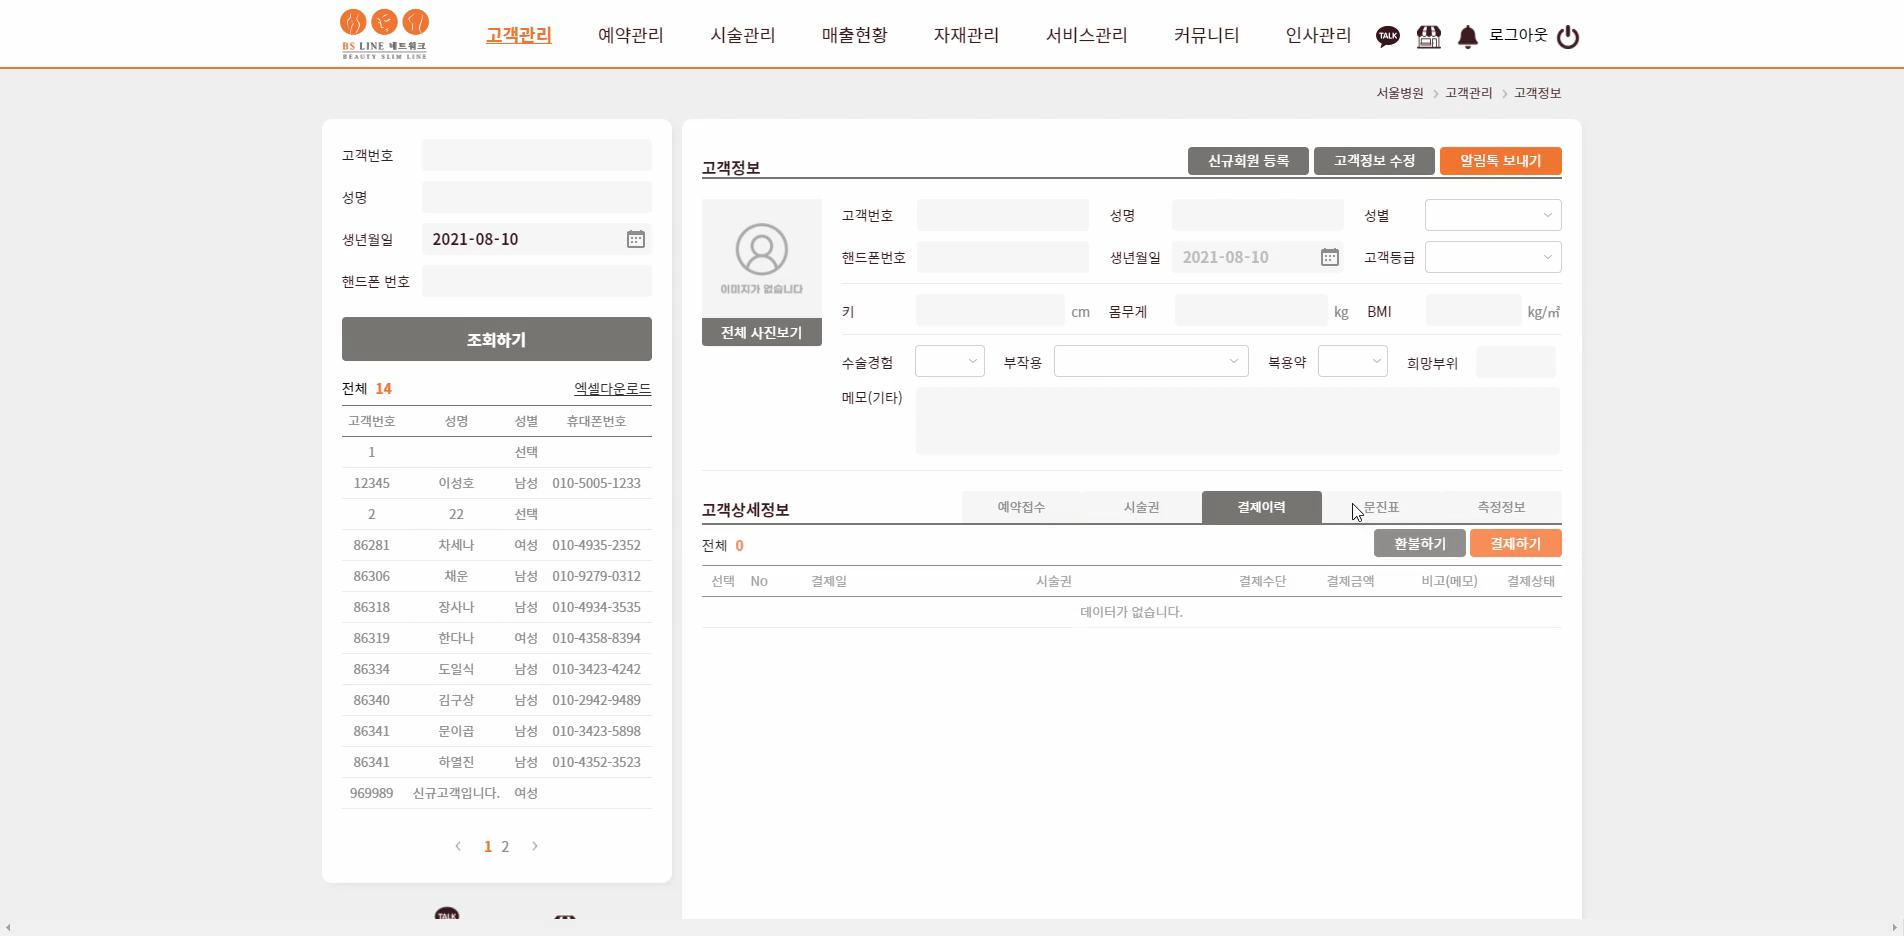 BS LINE 네트워크
BEAUTY SLIM LINE
고객관리 예약관리 시술관리 매출현황 자재관리 서비스관리 커뮤니티 인사관리 TALK 로그아웃
서울병원 > 고객관리 > 고객정보
고객번호
성명
생년월일 2021-08-10
핸드폰 번호
조회하기
전체 14 엑셀다운로드
고객번호 성명 성별 휴대폰번호
1 선택
12345 이성호 남성 010-5005-1233
2 22 선택
86281 차세나 여성 010-4935-2352
86306 채운 남성 010-9279-0312
86318 장사나 남성 010-4934-3535
86319 한다나 여성 010-4358-8394
86334 도일식 남성 010-3423-4242
86340 김구상 남성 010-2942-9489
86341 문이곱 남성 010-3423-5898
86341 하열진 남성 010-4352-3523
969989 신규고객입니다. 여성
< 1 2 >
TALK
고객정보 신규회원 등록 고객정보 수정 알림톡 보내기
이미지가 없습니다
전체 사진보기
고객번호 성명 성별
핸드폰번호 생년월일 2021-08-10 고객등급
키 cm 몸무게 kg BMI kg/㎡
수술경험 부작용 복용약 희망부위
메모(기타)
고객상세정보 예약접수 시술권 결제이력 문진표 측정정보
전체 0 환불하기 결제하기
선택 No 결제일 시술권 결제수단 결제금액 비고(메모) 결제상태
데이터가 없습니다.